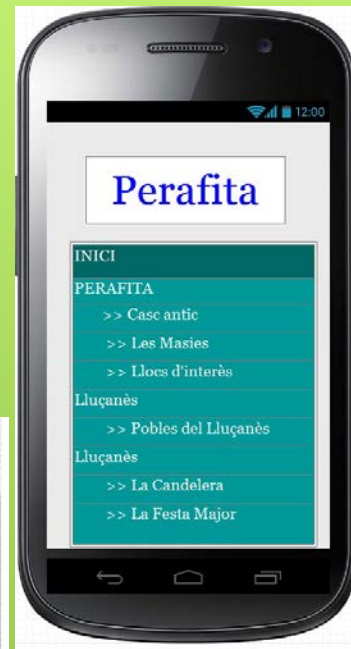 12:00
Perafita
INICI
PERAFITA
>> Casc antic
>> Les Masies
>> Llocs d'interès
Lluçanès
>> Pobles del Lluçanès
Lluçanès
>> La Candelera
>> La Festa Major